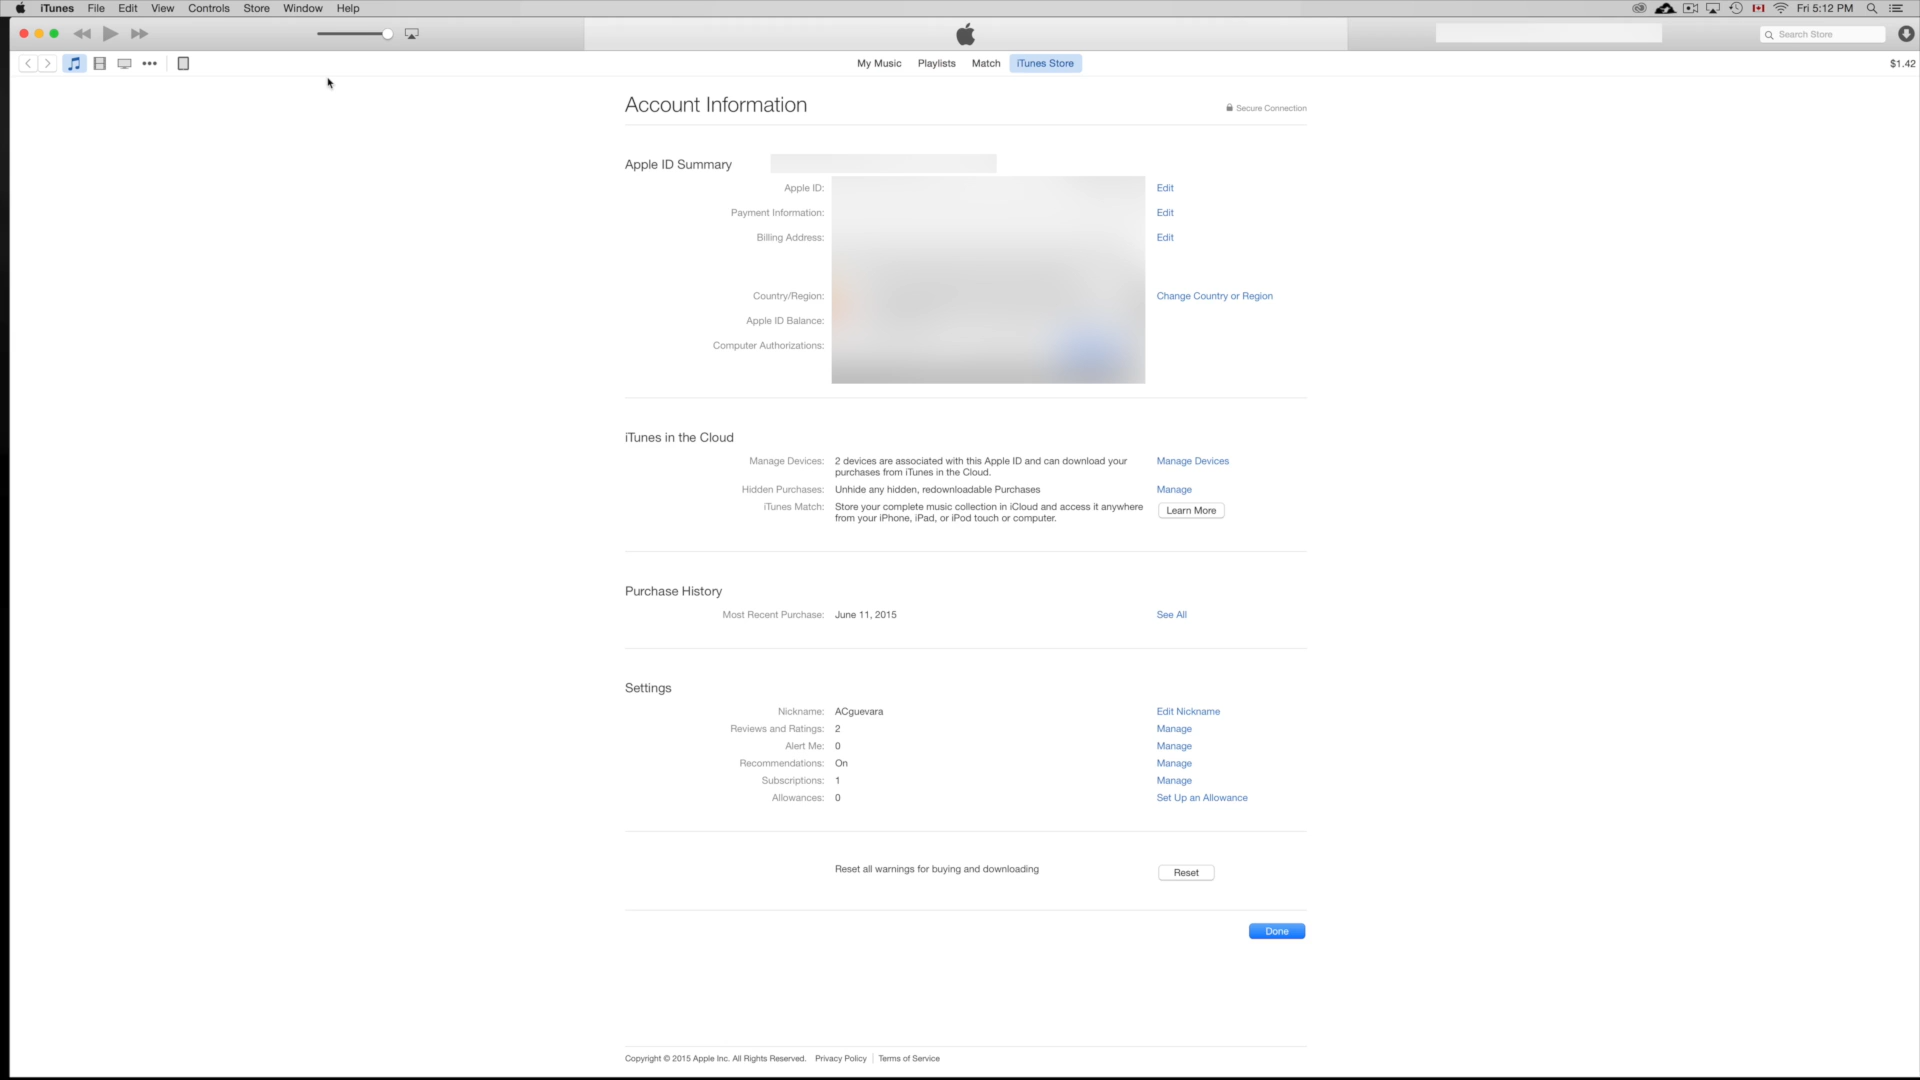 iTunes File Edit View Controls Store Window Help Fri 5:12 PM
Search Store
My Music Playlists Match iTunes Store $1.42
Account Information
Secure Connection
Apple ID Summary
Apple ID: Edit
Payment Information: Edit
Billing Address: Edit
Country/Region: Change Country or Region
Apple ID Balance:
Computer Authorizations:
iTunes in the Cloud
Manage Devices: 2 devices are associated with this Apple ID and can download your Manage Devices
purchases from iTunes in the Cloud.
Hidden Purchases: Unhide any hidden, redownloadable Purchases Manage
iTunes Match: Store your complete music collection in iCloud and access it anywhere Learn More
from your iPhone, iPad, or iPod touch or computer.
Purchase History
Most Recent Purchase: June 11, 2015 See All
Settings
Nickname: ACguevara Edit Nickname
Reviews and Ratings: 2 Manage
Alert Me: 0 Manage
Recommendations: On Manage
Subscriptions: 1 Manage
Allowances: 0 Set Up an Allowance
Reset all warnings for buying and downloading Reset
Done
Copyright © 2015 Apple Inc. All Rights Reserved. Privacy Policy | Terms of Service